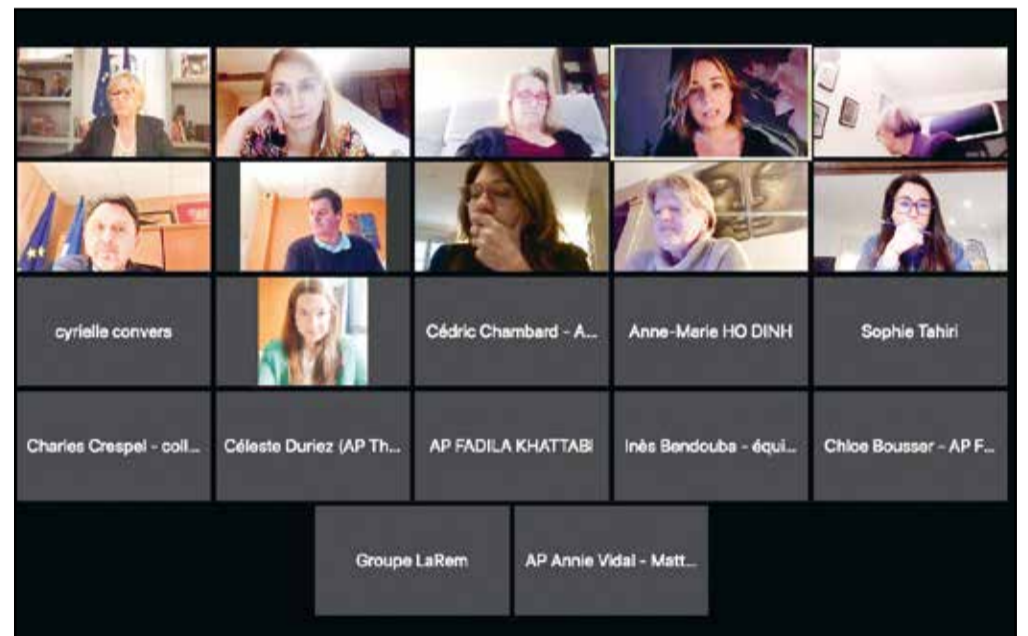 cyrielle convers
Cédric Chambard - A...
Anne-Marie HO DINH
Sophie Tahiri
Charles Crespel - coll...
Céleste Duriez (AP Th...
AP FADILA KHATTABI
Inès Bendouba - équi...
Chloe Bousser - AP F...
Groupe LaRem
AP Annie Vidal - Matt...